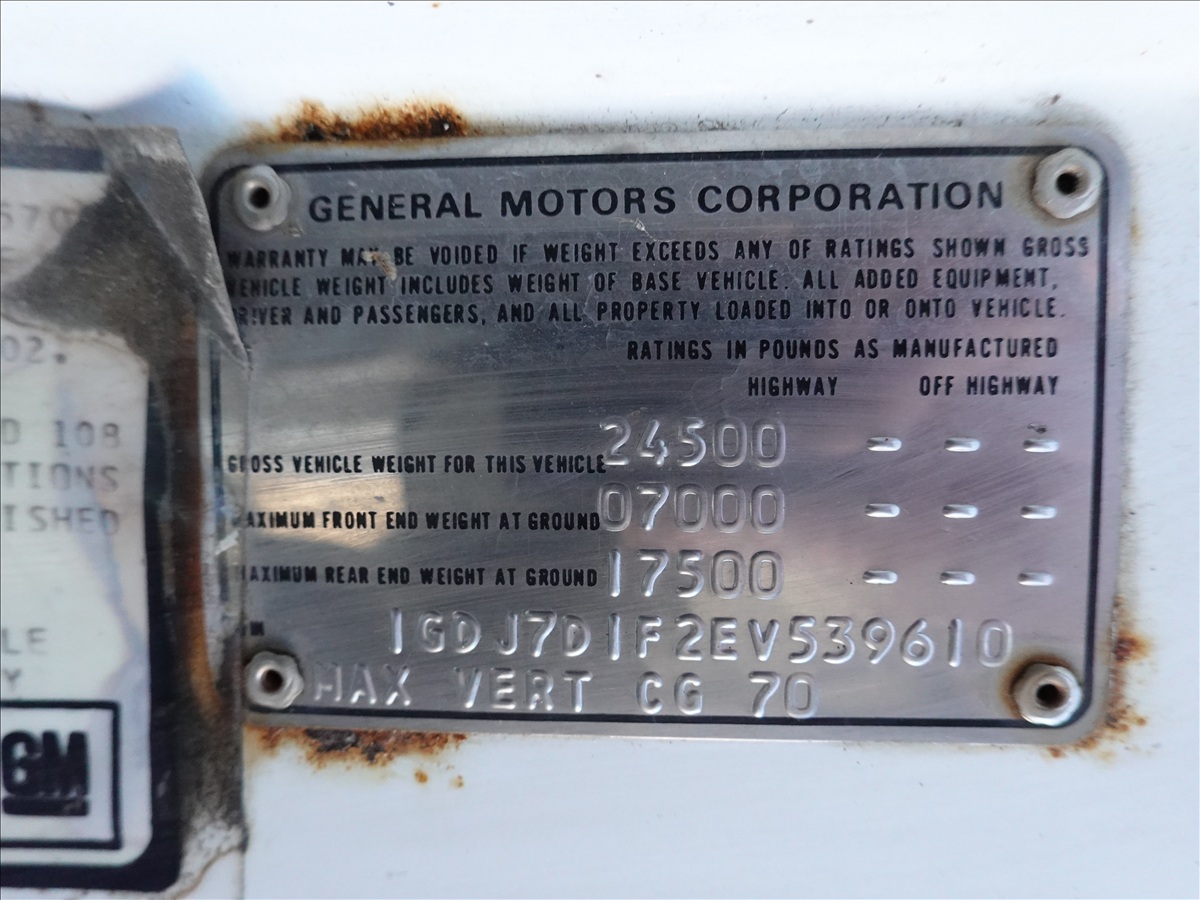 GENERAL MOTORS CORPORATION
WARRANTY MAY BE VOIDED IF WEIGHT EXCEEDS ANY OF RATINGS SHOWN GROSS
VEHICLE WEIGHT INCLUDES WEIGHT OF BASE VEHICLE. ALL ADDED EQUIPMENT,
DRIVER AND PASSENGERS, AND ALL PROPERTY LOADED INTO OR ONTO VEHICLE.
RATINGS IN POUNDS AS MANUFACTURED
HIGHWAY OFF HIGHWAY
GROSS VEHICLE WEIGHT FOR THIS VEHICLE 24500 - - -
MAXIMUM FRONT END WEIGHT AT GROUND 07000 - - -
MAXIMUM REAR END WEIGHT AT GROUND 17500 - - -
1GDJ7D1F2EV539610
MAX VERT CG 70
570
02.
D 108
TIONS
ISHED
LE
Y
GM